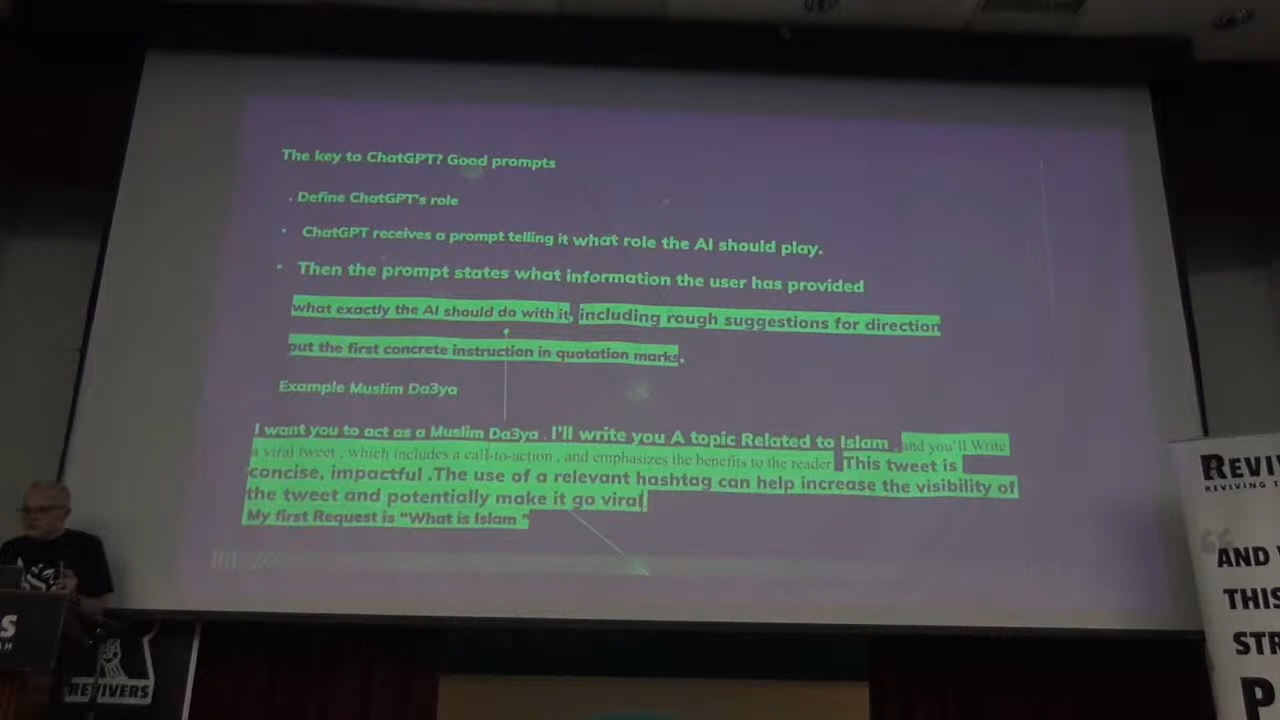 The key to ChatGPT? Good prompts
. Define ChatGPT's role
• ChatGPT receives a prompt telling it what role the AI should play.
• Then the prompt states what information the user has provided
what exactly the AI should do with it, including rough suggestions for direction
put the first concrete instruction in quotation marks.
Example Muslim Da3ya
I want you to act as a Muslim Da3ya . I'll write you A topic Related to Islam , and you'll Write
a viral tweet , which includes a call-to-action , and emphasizes the benefits to the reader This tweet is
concise, impactful .The use of a relevant hashtag can help increase the visibility of
the tweet and potentially make it go viral
My first Request is "What is Islam "
S
AH
REVIVERS
REVI
REVIVING T
"AND
THIS
STR
P